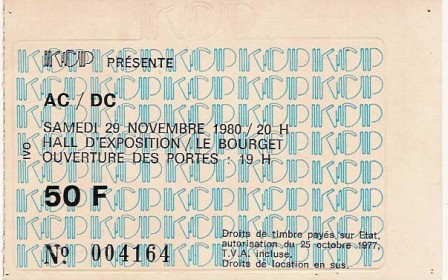 KCP PRÉSENTE
AC / DC
SAMEDI 29 NOVEMBRE 1980 / 20 H
HALL D'EXPOSITION / LE BOURGET
OUVERTURE DES PORTES : 19 H
IVO
50 F
Nº 004164
Droits de timbre payés sur Etat,
autorisation du 25 octobre 1977,
T.V.A. incluse.
Droits de location en sus.